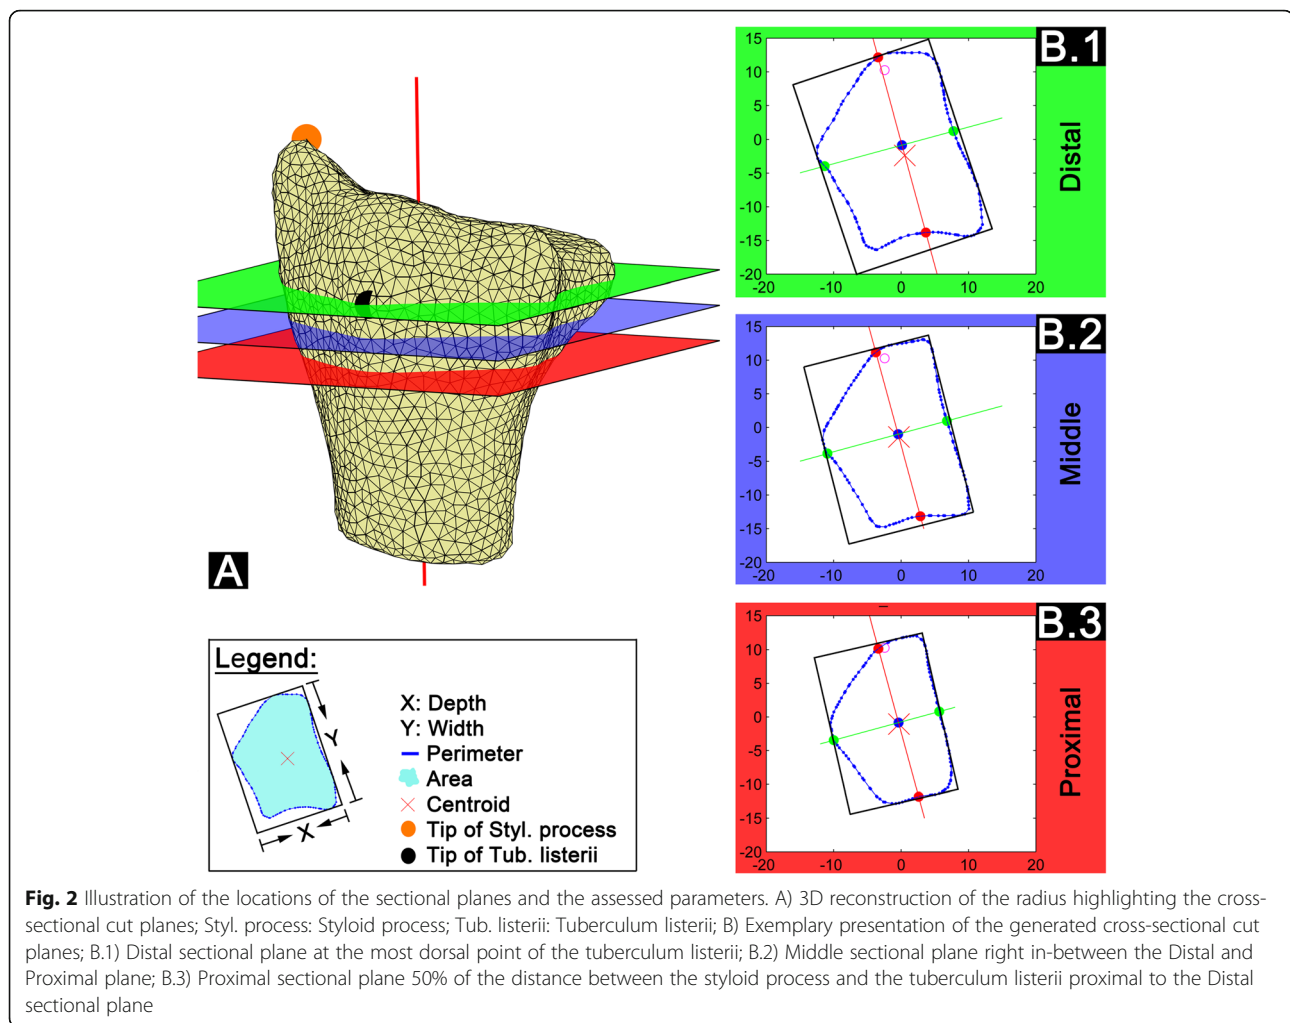 A
B.1
15
10
5
0
-5
-10
-15
-20
-20
-10
0
10
20
Distal
B.2
15
10
5
0
-5
-10
-15
-20
-20
-10
0
10
20
Middle
B.3
15
10
5
0
-5
-10
-15
-20
-20
-10
0
10
20
Proximal
Legend:
X
Y
X: Depth
Y: Width
Perimeter
Area
Centroid
Tip of Styl. process
Tip of Tub. listerii
Fig. 2 Illustration of the locations of the sectional planes and the assessed parameters. A) 3D reconstruction of the radius highlighting the cross-
sectional cut planes; Styl. process: Styloid process; Tub. listerii: Tuberculum listerii; B) Exemplary presentation of the generated cross-sectional cut
planes; B.1) Distal sectional plane at the most dorsal point of the tuberculum listerii; B.2) Middle sectional plane right in-between the Distal and
Proximal plane; B.3) Proximal sectional plane 50% of the distance between the styloid process and the tuberculum listerii proximal to the Distal
sectional plane